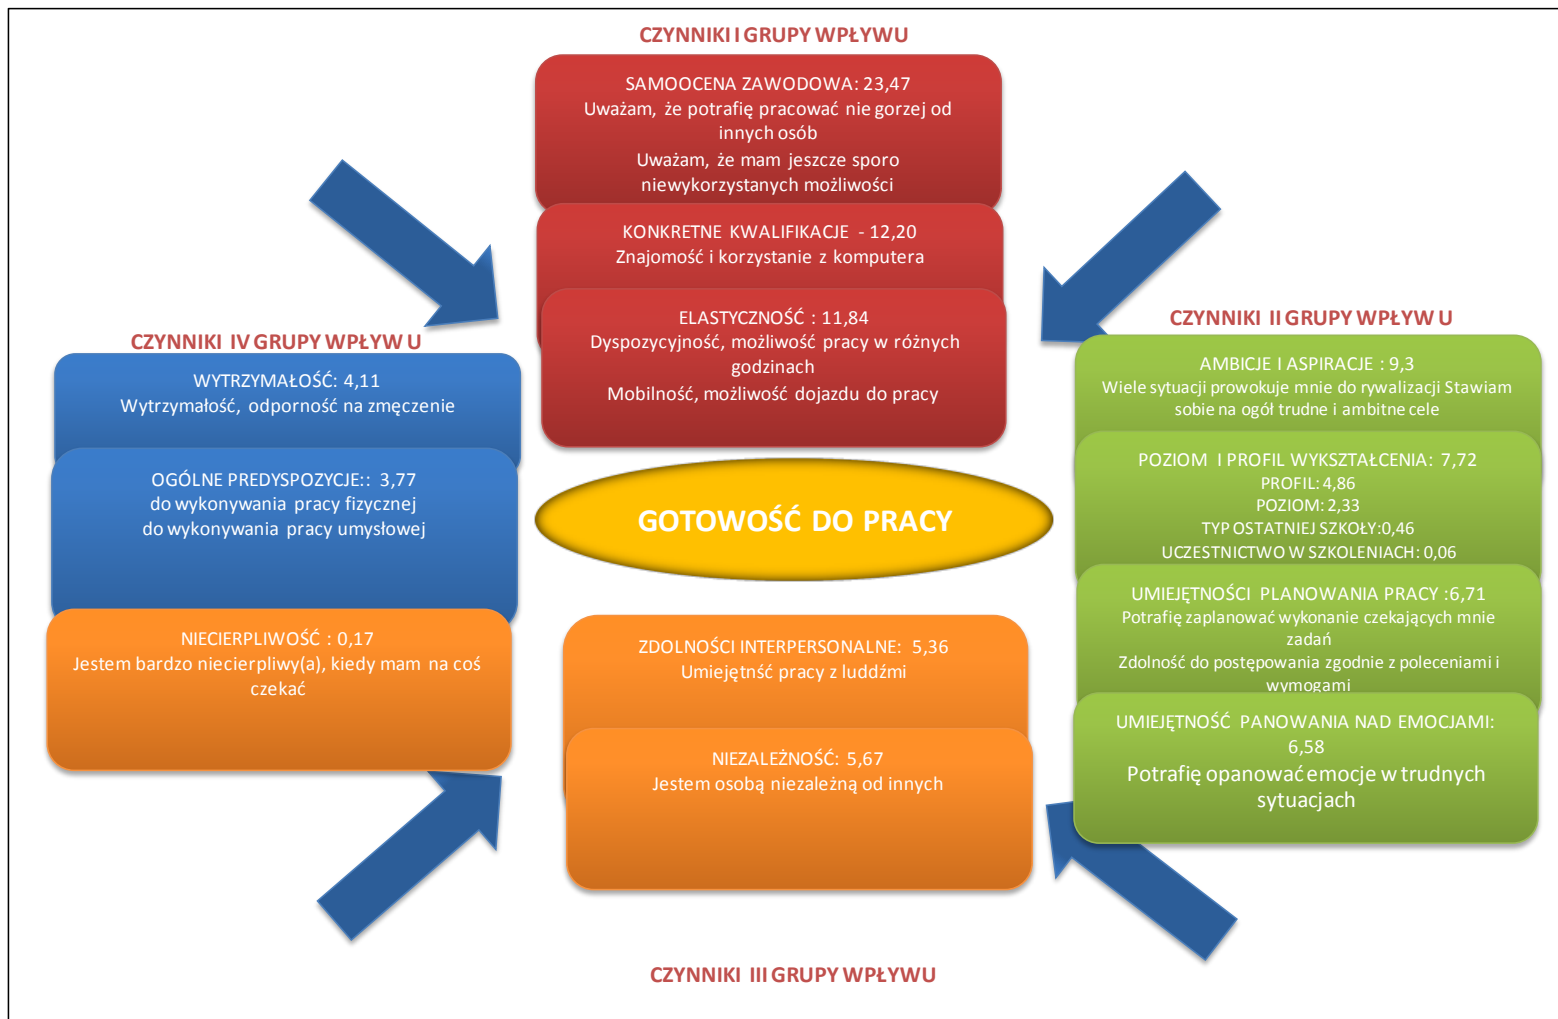 CZYNNIKI I GRUPY WPŁYWU
SAMOOCENA ZAWODOWA: 23,47
Uważam, że potrafię pracować nie gorzej od
innych osób
Uważam, że mam jeszcze sporo
niewykorzystanych możliwości
KONKRETNE KWALIFIKACJE - 12,20
Znajomość i korzystanie z komputera
ELASTYCZNOŚĆ : 11,84
Dyspozycyjność, możliwość pracy w różnych
godzinach
Mobilność, możliwość dojazdu do pracy
CZYNNIKI IV GRUPY WPŁYW U
WYTRZYMAŁOŚĆ: 4,11
Wytrzymałość, odporność na zmęczenie
OGÓLNE PREDYSPOZYCJE:: 3,77
do wykonywania pracy fizycznej
do wykonywania pracy umysłowej
NIECIERPLIWOŚĆ : 0,17
Jestem bardzo niecierpliwy(a), kiedy mam na coś
czekać
GOTOWOŚĆ DO PRACY
CZYNNIKI II GRUPY WPŁYW U
AMBICJE I ASPIRACJE : 9,3
Wiele sytuacji prowokuje mnie do rywalizacji Stawiam
sobie na ogół trudne i ambitne cele
POZIOM I PROFIL WYKSZTAŁCENIA: 7,72
PROFIL: 4,86
POZIOM: 2,33
TYP OSTATNIEJ SZKOŁY:0,46
UCZESTNICTWO W SZKOLENIACH: 0,06
UMIEJĘTNOŚCI PLANOWANIA PRACY :6,71
Potrafię zaplanować wykonanie czekających mnie
zadań
Zdolność do postępowania zgodnie z poleceniami i
wymogami
UMIEJĘTNOŚĆ PANOWANIA NAD EMOCJAMI:
6,58
Potrafię opanować emocje w trudnych
sytuacjach
ZDOLNOŚCI INTERPERSONALNE: 5,36
Umiejętnść pracy z luddźmi
NIEZALEŻNOŚĆ: 5,67
Jestem osobą niezależną od innych
CZYNNIKI III GRUPY WPŁYWU